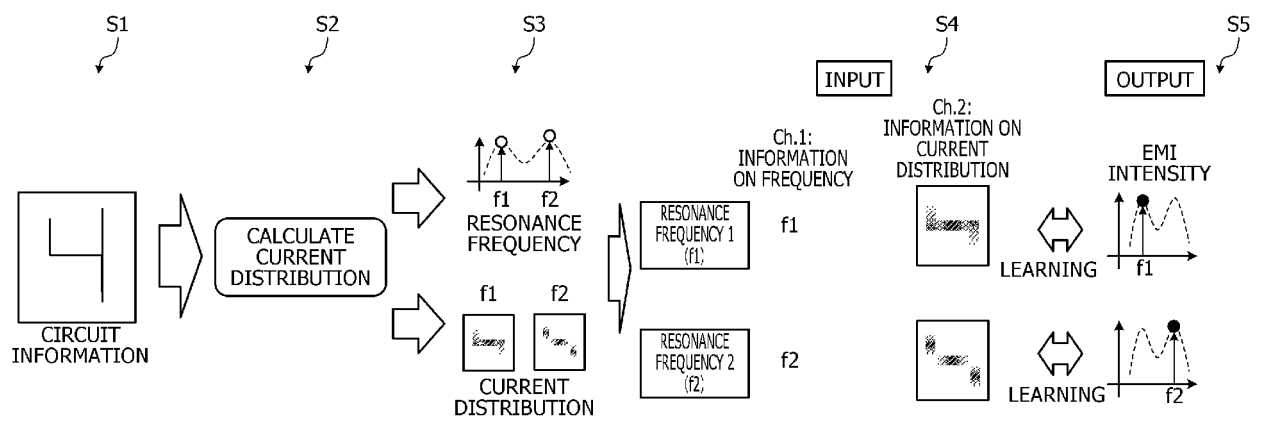 S1
S2
S3
S4
S5
INPUT
OUTPUT
CIRCUIT
INFORMATION
CALCULATE
CURRENT
DISTRIBUTION
f1
f2
RESONANCE
FREQUENCY
f1
f2
CURRENT
DISTRIBUTION
Ch.1:
INFORMATION
ON FREQUENCY
Ch.2:
INFORMATION ON
CURRENT
DISTRIBUTION
EMI
INTENSITY
RESONANCE
FREQUENCY 1
(f1)
f1
LEARNING
f1
RESONANCE
FREQUENCY 2
(f2)
f2
LEARNING
f2